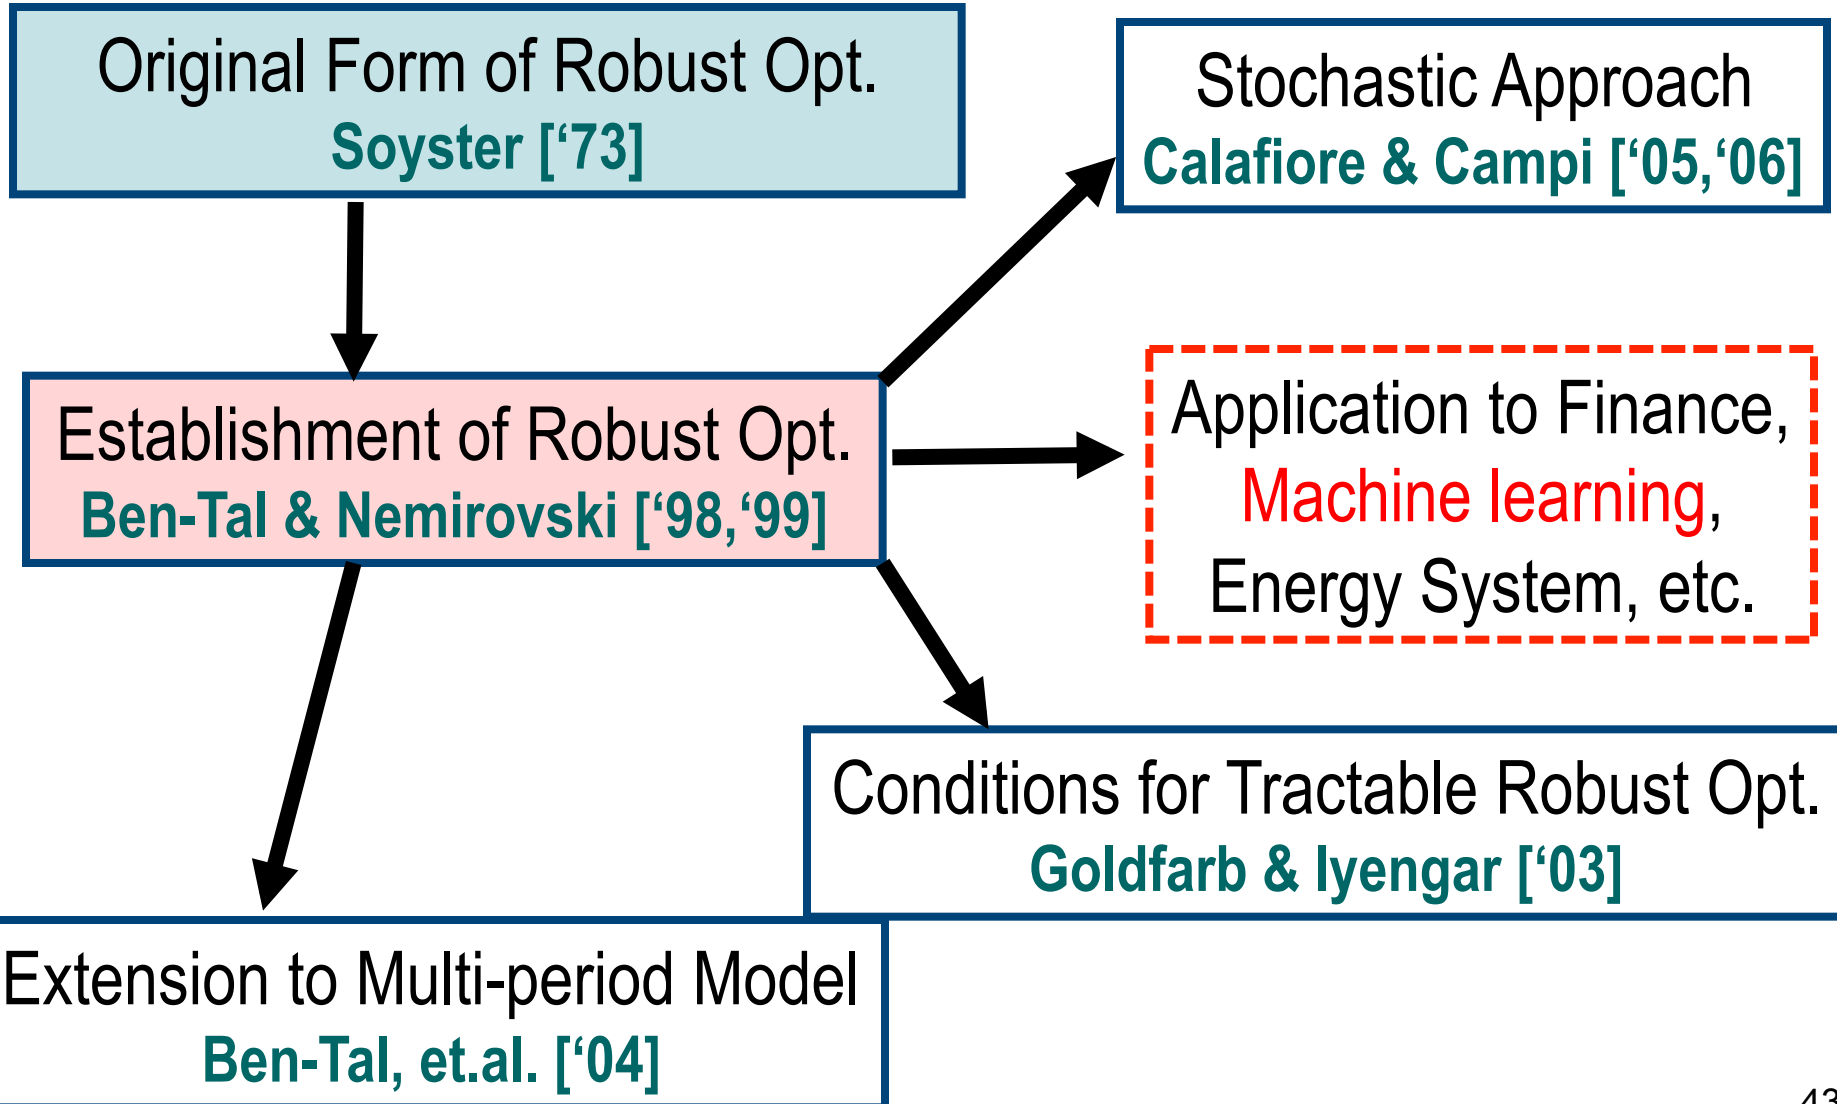 Original Form of Robust Opt.
Soyster [‘73]
Stochastic Approach
Calafiore & Campi [‘05,‘06]
Establishment of Robust Opt.
Ben-Tal & Nemirovski [‘98,‘99]
Application to Finance,
Machine learning,
Energy System, etc.
Conditions for Tractable Robust Opt.
Goldfarb & Iyengar [‘03]
Extension to Multi-period Model
Ben-Tal, et.al. [‘04]
43